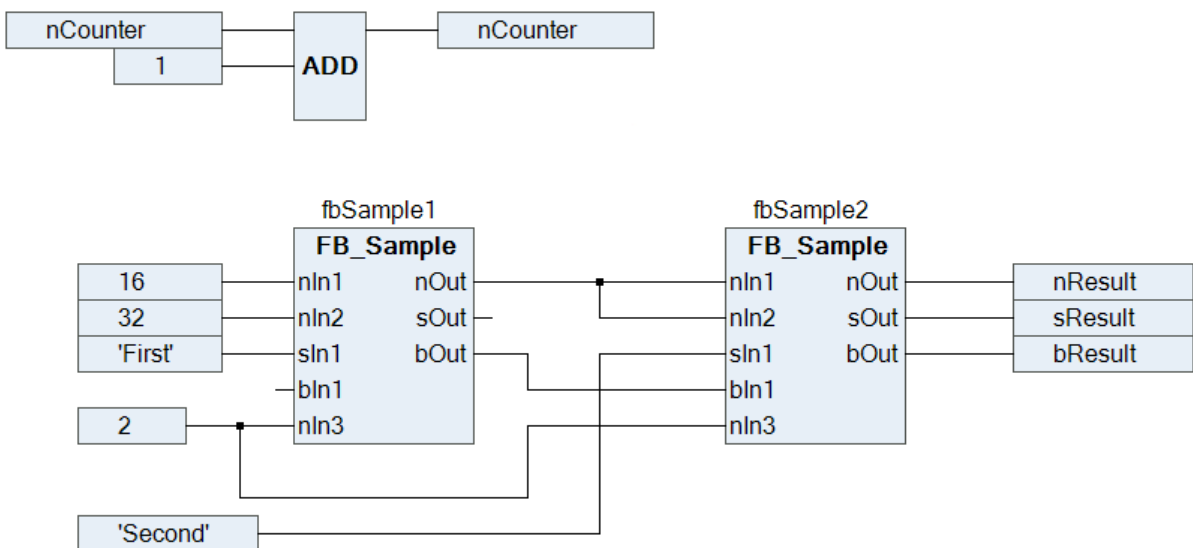 nCounter nCounter
1 ADD
fbSample1 fbSample2
FB_Sample FB_Sample
16 nIn1 nOut nIn1 nOut nResult
32 nIn2 sOut nIn2 sOut sResult
'First' sIn1 bOut sIn1 bOut bResult
bIn1 bIn1
2 nIn3 nIn3
'Second'